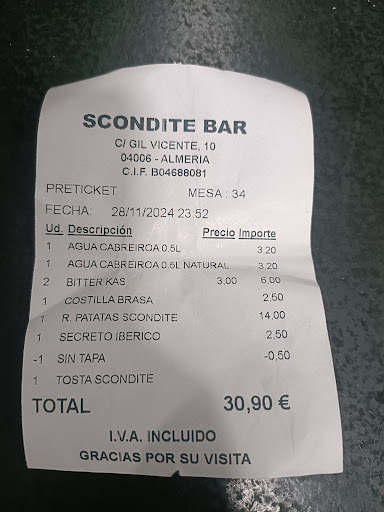 SCONDITE BAR
C/ GIL VICENTE, 10
04006 - ALMERIA
C.I.F. B04688081
PRETICKET MESA : 34
FECHA: 28/11/2024 23:52
Ud. Descripción Precio Importe
1 AGUA CABREIROA 0.5L 3,20
1 AGUA CABREIROA 0.5L NATURAL 3,20
2 BITTER KAS 3,00 6,00
1 COSTILLA BRASA 2,50
1 R. PATATAS SCONDITE 14,00
1 SECRETO IBERICO 2,50
-1 SIN TAPA -0,50
1 TOSTA SCONDITE
TOTAL 30,90 €
I.V.A. INCLUIDO
GRACIAS POR SU VISITA